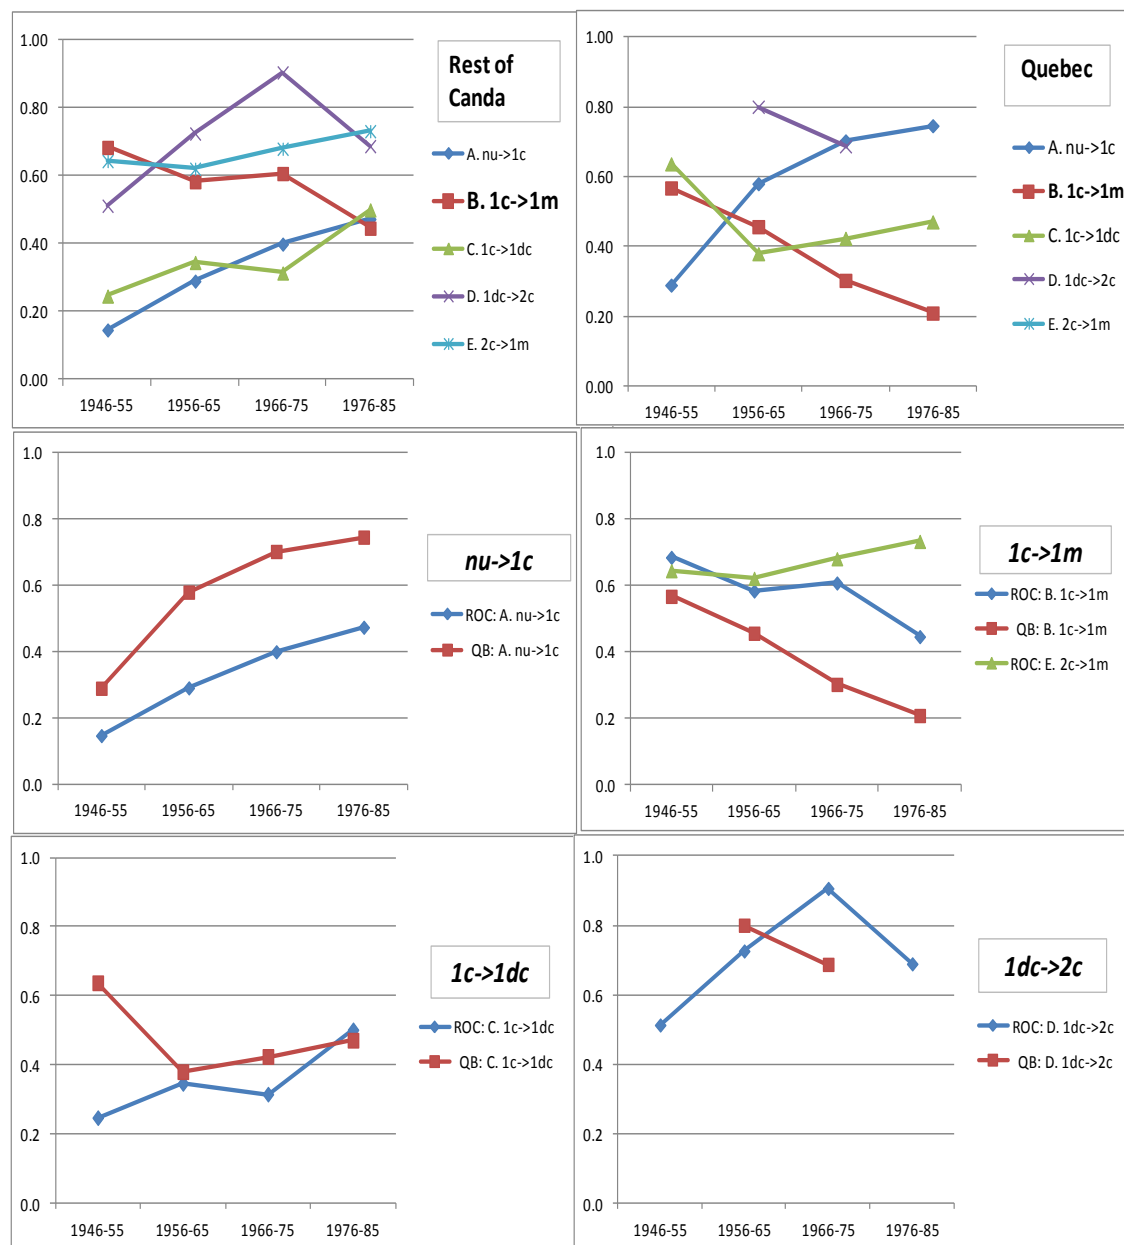 1.00
0.80
0.60
0.40
0.20
0.00
1946-55 1956-65 1966-75 1976-85
Rest of
Canda
A. nu->1c
B. 1c->1m
C. 1c->1dc
D. 1dc->2c
E. 2c->1m
1.00
0.80
0.60
0.40
0.20
0.00
1946-55 1956-65 1966-75 1976-85
Quebec
A. nu->1c
B. 1c->1m
C. 1c->1dc
D. 1dc->2c
E. 2c->1m
1.0
0.8
0.6
0.4
0.2
0.0
1946-55 1956-65 1966-75 1976-85
nu->1c
ROC: A. nu->1c
QB: A. nu->1c
1.0
0.8
0.6
0.4
0.2
0.0
1946-55 1956-65 1966-75 1976-85
1c->1m
ROC: B. 1c->1m
QB: B. 1c->1m
ROC: E. 2c->1m
1.0
0.8
0.6
0.4
0.2
0.0
1946-55 1956-65 1966-75 1976-85
1c->1dc
ROC: C. 1c->1dc
QB: C. 1c->1dc
1.0
0.8
0.6
0.4
0.2
0.0
1946-55 1956-65 1966-75 1976-85
1dc->2c
ROC: D. 1dc->2c
QB: D. 1dc->2c